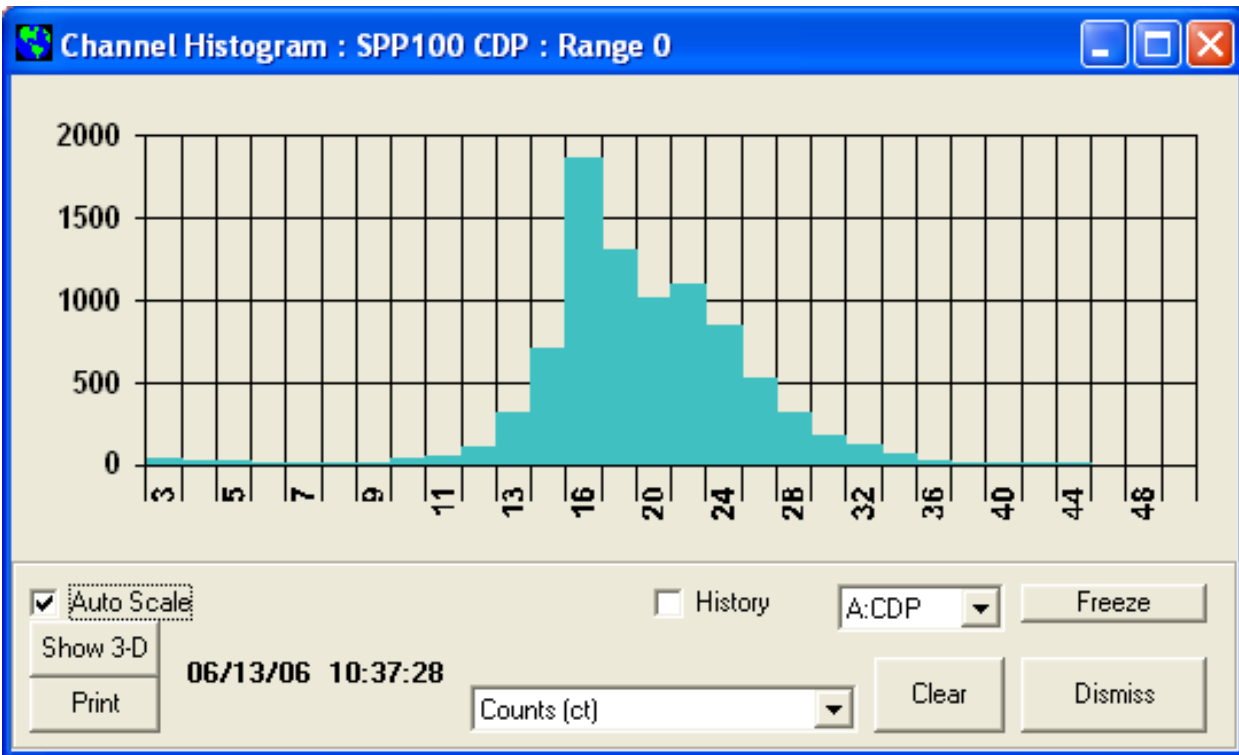 Channel Histogram : SPP100 CDP : Range 0
2000
1500
1000
500
0
3 5 7 9 11 13 16 20 24 28 32 36 40 44 48
Auto Scale
History
A:CDP
Freeze
Show 3-D
06/13/06 10:37:28
Print
Counts (ct)
Clear
Dismiss